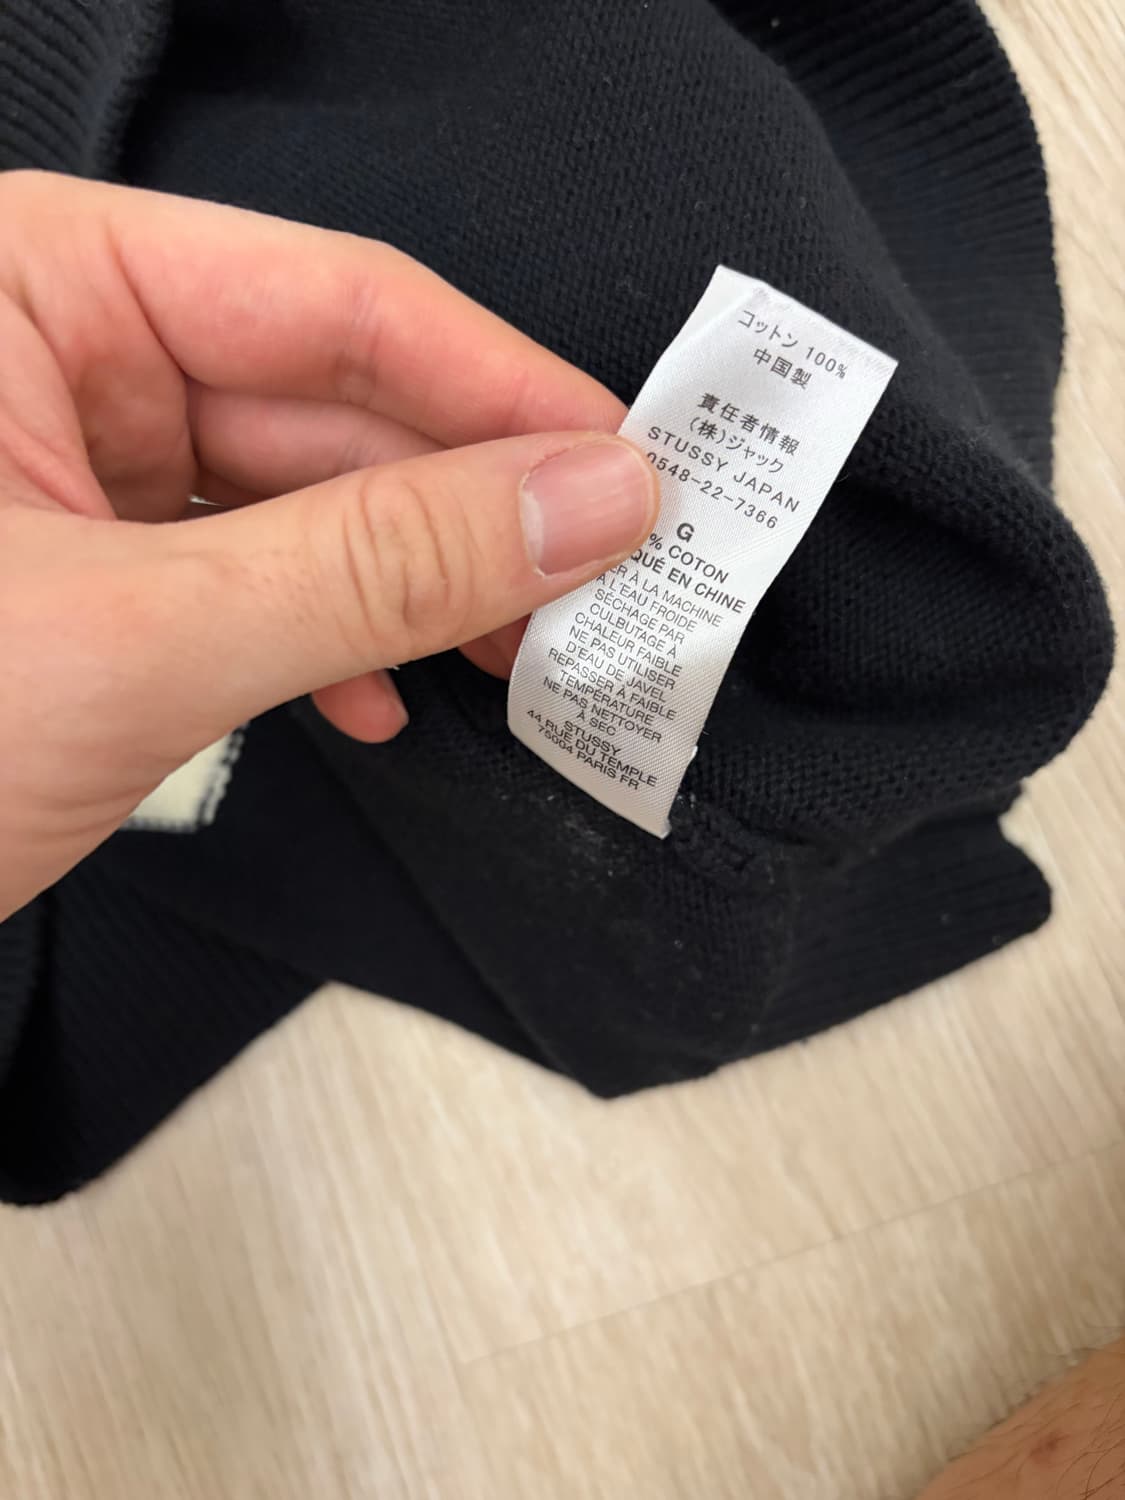 コットン 100%
中国製
責任者情報
(株)ジャック
STUSSY JAPAN
0548-22-7366
G
% COTON
QUÉ EN CHINE
ER À LA MACHINE
À L'EAU FROIDE
SÉCHAGE PAR
CULBUTAGE À
CHALEUR FAIBLE
NE PAS UTILISER
D'EAU DE JAVEL
REPASSER À FAIBLE
TEMPÉRATURE
NE PAS NETTOYER
À SEC
STUSSY
44 RUE DU TEMPLE
75004 PARIS FR